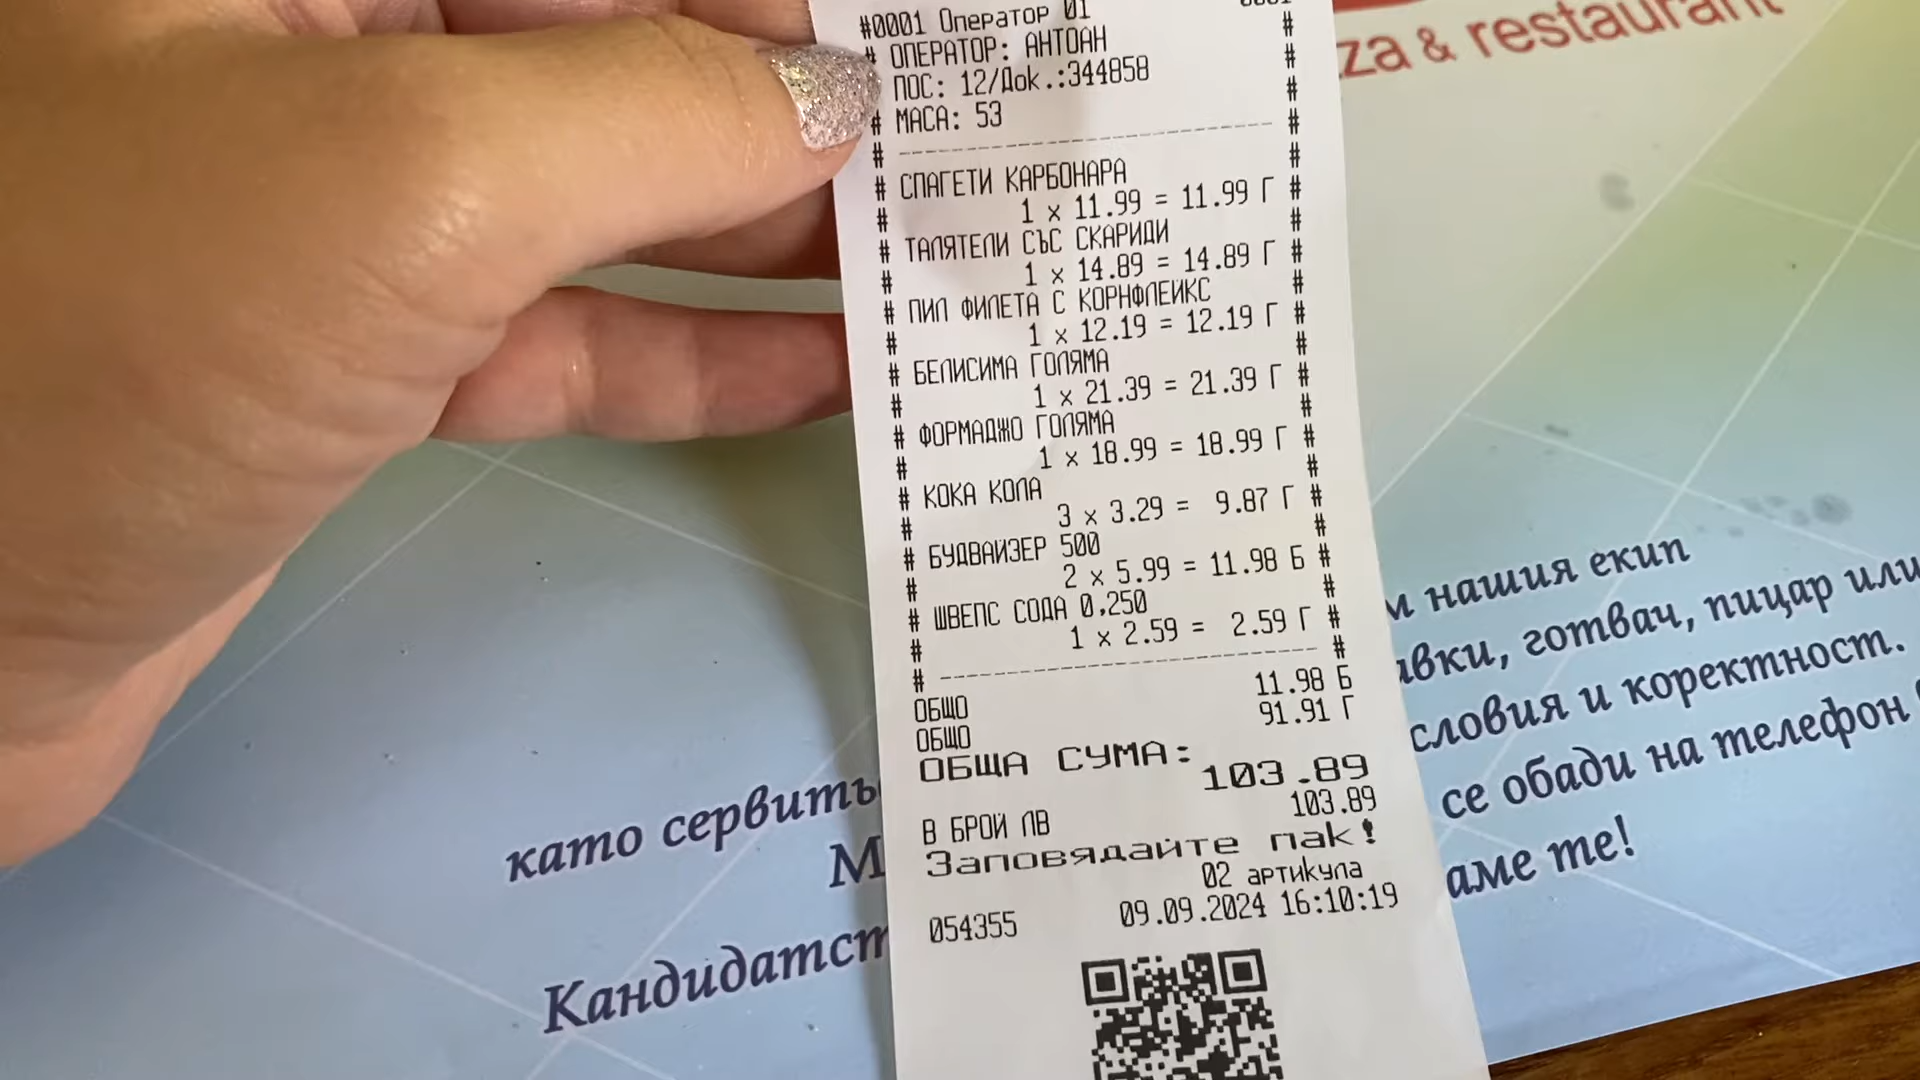 #0001 Оператор 01
# ОПЕРАТОР: АНТОАН #
ПОС: 12/Док.:344858 #
# МАСА: 53 #
# #
# СПАГЕТИ КАРБОНАРА #
# 1 x 11.99 = 11.99 Г #
# ТАЛЯТЕЛИ СЪС СКАРИДИ #
# 1 x 14.89 = 14.89 Г #
# ПИЛ ФИЛЕТА С КОРНФЛЕЙКС #
# 1 x 12.19 = 12.19 Г #
# БЕЛИСИМА ГОЛЯМА #
# 1 x 21.39 = 21.39 Г #
# ФОРМАДЖО ГОЛЯМА #
# 1 x 18.99 = 18.99 Г #
# КОКА КОЛА #
# 3 x 3.29 = 9.87 Г #
# БУДВАЙЗЕР 500 #
# 2 x 5.99 = 11.98 Б #
# ШВЕПС СОДА 0.250 #
# 1 x 2.59 = 2.59 Г #
# #
ОБЩО 11.98 Б
ОБЩО 91.91 Г
ОБЩА СУМА: 103.89
В БРОЙ ЛВ 103.89
Заповядайте пак!
02 артикула
054355 09.09.2024 16:10:19
& restaurant
нашия екип
готвач, пицар или
като
словия и коректност.
се обади на телефон
те!